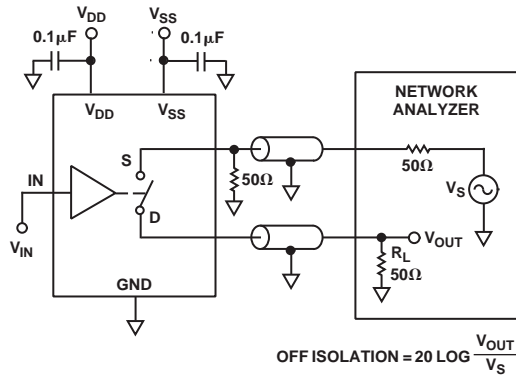 VDD
VSS
0.1µF
0.1µF
VDD
VSS
NETWORK
ANALYZER
S
50Ω
50Ω
VS
IN
D
VIN
VOUT
RL
50Ω
GND
OFF ISOLATION = 20 LOG VOUT
VS